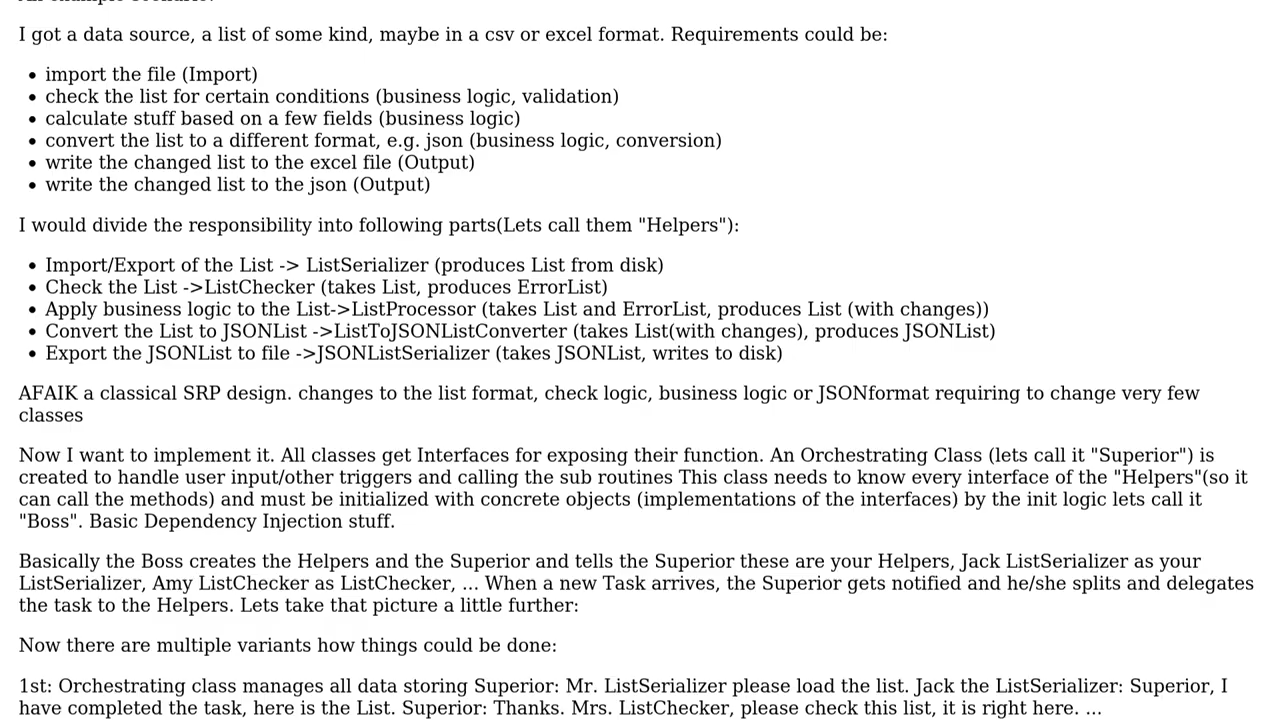 I got a data source, a list of some kind, maybe in a csv or excel format. Requirements could be:
• import the file (Import)
• check the list for certain conditions (business logic, validation)
• calculate stuff based on a few fields (business logic)
• convert the list to a different format, e.g. json (business logic, conversion)
• write the changed list to the excel file (Output)
• write the changed list to the json (Output)
I would divide the responsibility into following parts(Lets call them "Helpers"):
• Import/Export of the List -> ListSerializer (produces List from disk)
• Check the List ->ListChecker (takes List, produces ErrorList)
• Apply business logic to the List->ListProcessor (takes List and ErrorList, produces List (with changes))
• Convert the List to JSONList ->ListToJSONListConverter (takes List(with changes), produces JSONList)
• Export the JSONList to file ->JSONListSerializer (takes JSONList, writes to disk)
AFAIK a classical SRP design. changes to the list format, check logic, business logic or JSONformat requiring to change very few
classes
Now I want to implement it. All classes get Interfaces for exposing their function. An Orchestrating Class (lets call it "Superior") is
created to handle user input/other triggers and calling the sub routines This class needs to know every interface of the "Helpers"(so it
can call the methods) and must be initialized with concrete objects (implementations of the interfaces) by the init logic lets call it
"Boss". Basic Dependency Injection stuff.
Basically the Boss creates the Helpers and the Superior and tells the Superior these are your Helpers, Jack ListSerializer as your
ListSerializer, Amy ListChecker as ListChecker, ... When a new Task arrives, the Superior gets notified and he/she splits and delegates
the task to the Helpers. Lets take that picture a little further:
Now there are multiple variants how things could be done:
1st: Orchestrating class manages all data storing Superior: Mr. ListSerializer please load the list. Jack the ListSerializer: Superior, I
have completed the task, here is the List. Superior: Thanks. Mrs. ListChecker, please check this list, it is right here. ...